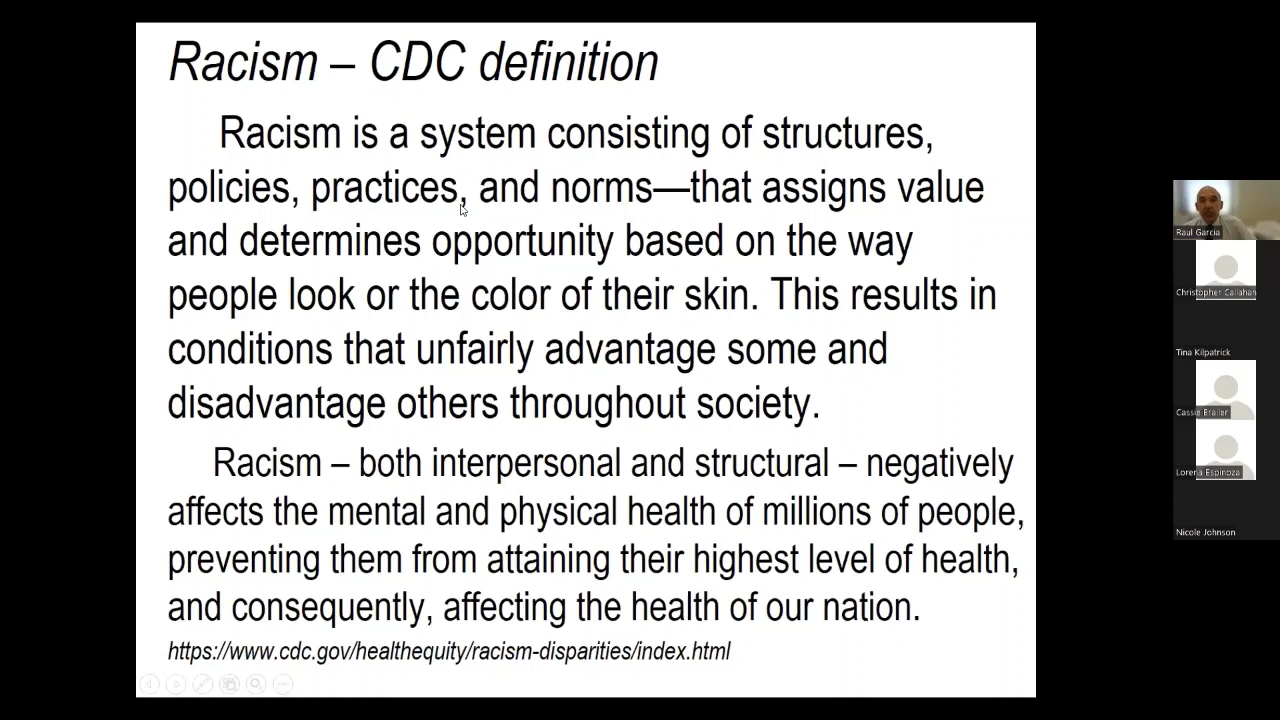 Racism – CDC definition
Racism is a system consisting of structures,
policies, practices, and norms—that assigns value
and determines opportunity based on the way
people look or the color of their skin. This results in
conditions that unfairly advantage some and
disadvantage others throughout society.
Racism – both interpersonal and structural – negatively
affects the mental and physical health of millions of people,
preventing them from attaining their highest level of health,
and consequently, affecting the health of our nation.
https://www.cdc.gov/healthequity/racism-disparities/index.html
Raul Garcia
Christopher Callahan
Tina Kilpatrick
Cassie Erailer
Lorena Espinoza
Nicole Johnson